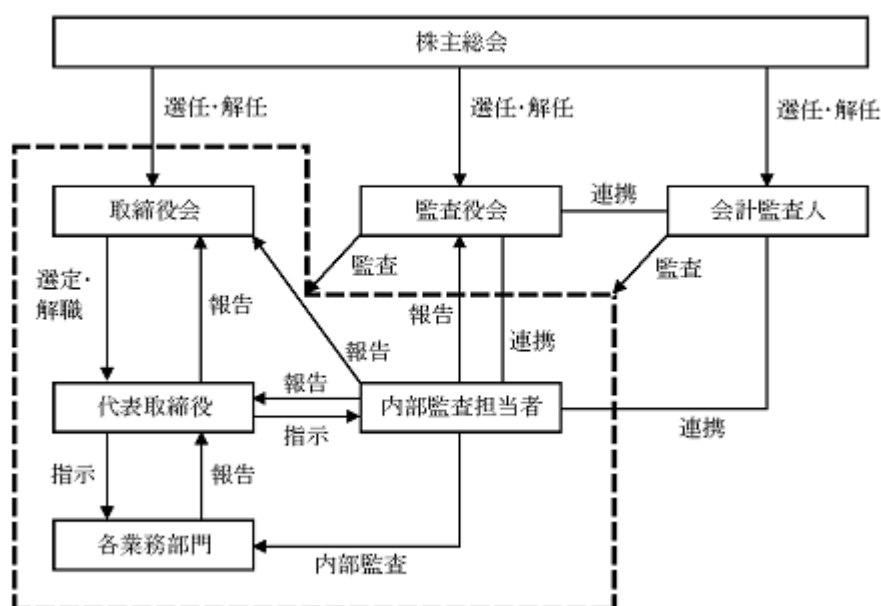 株主総会
選任・解任
選任・解任
選任・解任
取締役会
監査役会
連携
会計監査人
監査
監査
選定・
解職
報告
報告
報告
連携
代表取締役
報告
指示
内部監査担当者
連携
指示
報告
各業務部門
内部監査